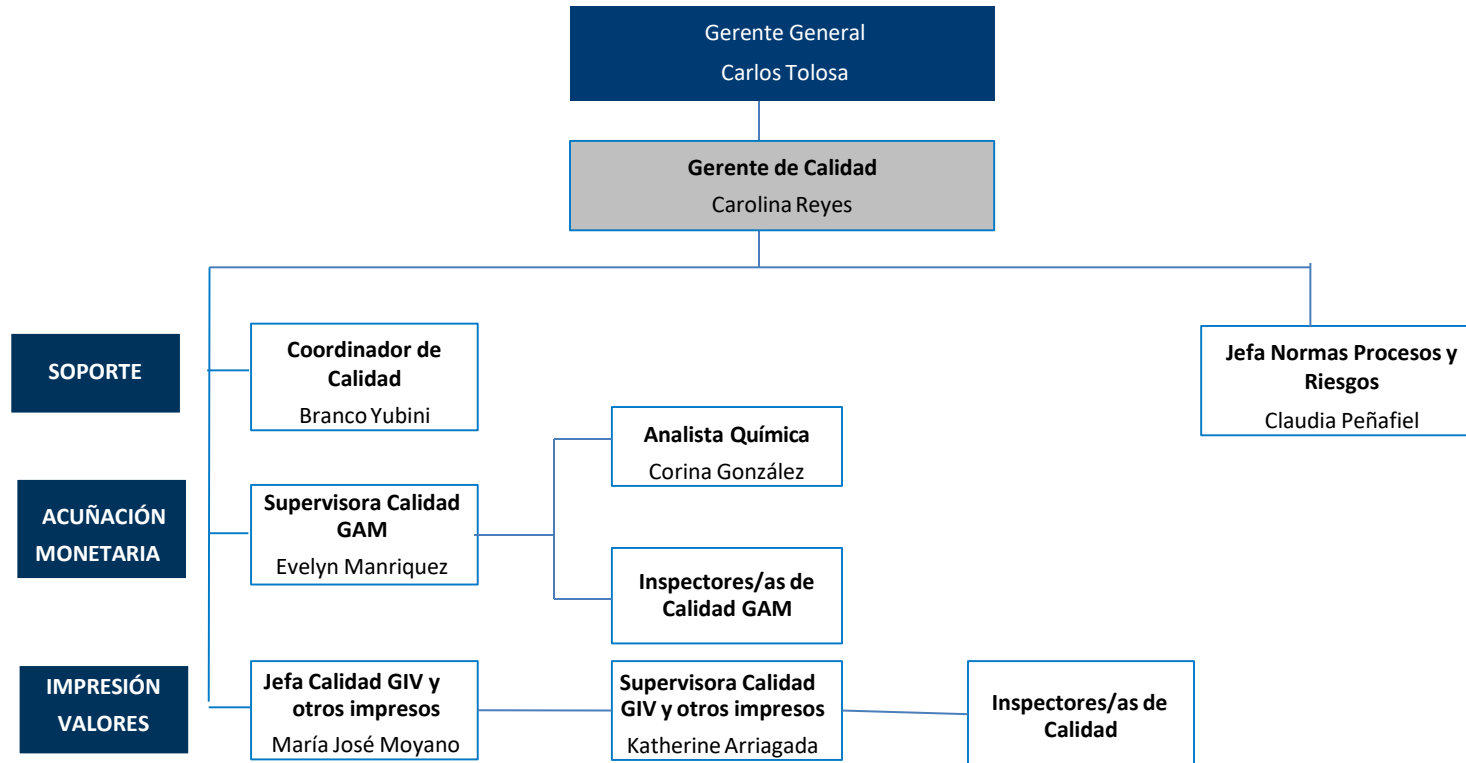 Gerente General
Carlos Tolosa
Gerente de Calidad
Carolina Reyes
SOPORTE
Coordinador de
Calidad
Branco Yubini
Jefa Normas Procesos y
Riesgos
Claudia Peñafiel
Analista Química
Corina González
ACUÑACIÓN
MONETARIA
Supervisora Calidad
GAM
Evelyn Manriquez
Inspectores/as de
Calidad GAM
IMPRESIÓN
VALORES
Jefa Calidad GIV y
otros impresos
María José Moyano
Supervisora Calidad
GIV y otros impresos
Katherine Arriagada
Inspectores/as de
Calidad